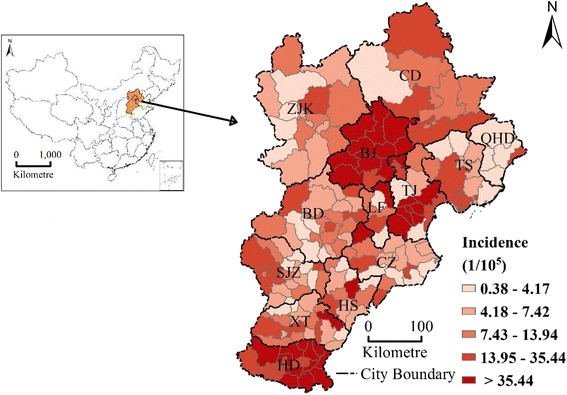 N
0 1,000
Kilometre
N
CD
ZJK
QHD
BJ
TS
TJ
LF
BD
CZ
SJZ
HS
XT
HD
0 100
Kilometre
City Boundary
Incidence
(1/10⁵)
0.38 - 4.17
4.18 - 7.42
7.43 - 13.94
13.95 - 35.44
> 35.44